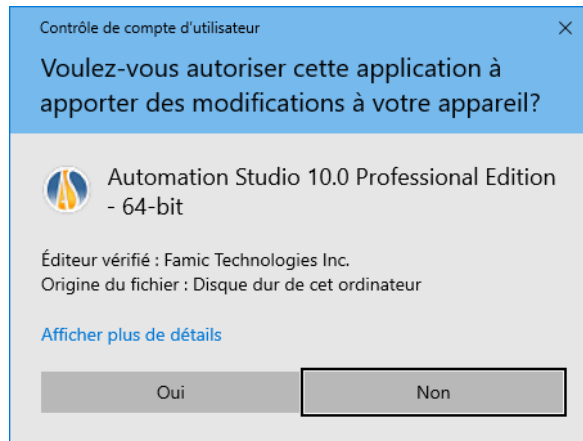 Contrôle de compte d'utilisateur
Voulez-vous autoriser cette application à
apporter des modifications à votre appareil?
Automation Studio 10.0 Professional Edition
- 64-bit
Éditeur vérifié : Famic Technologies Inc.
Origine du fichier : Disque dur de cet ordinateur
Afficher plus de détails
Oui
Non